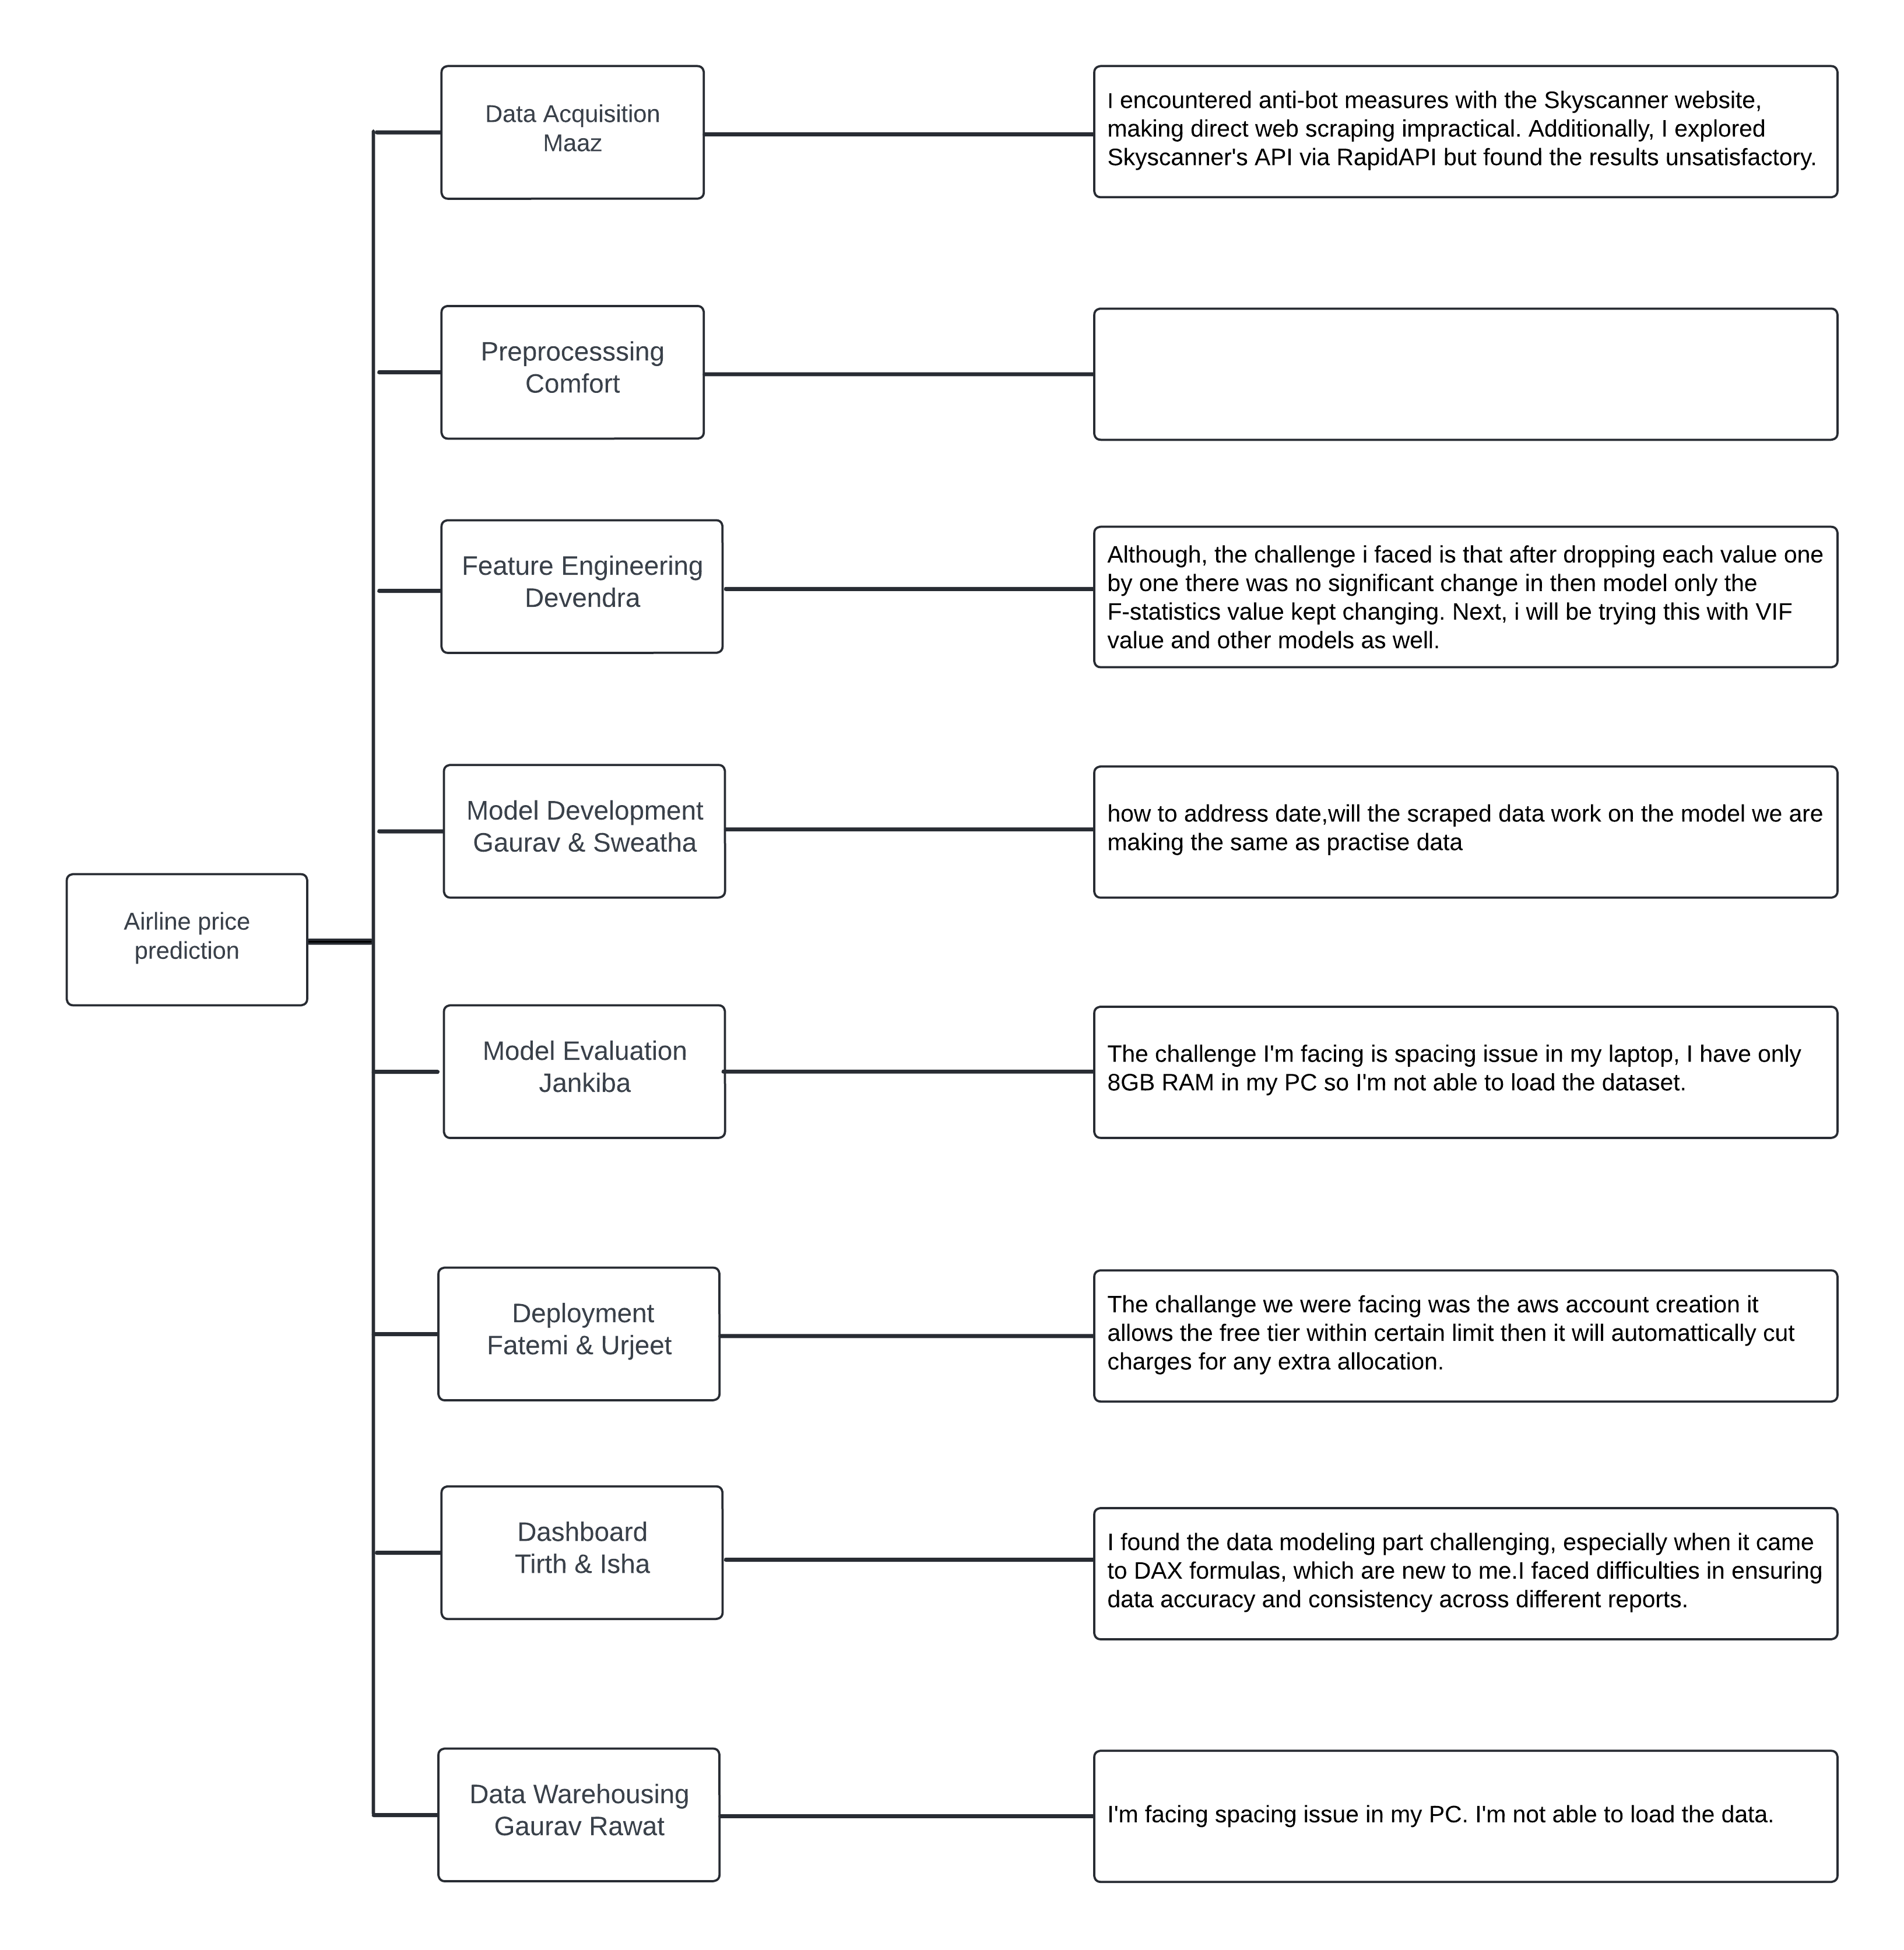 Data Acquisition
Maaz
I encountered anti-bot measures with the Skyscanner website,
making direct web scraping impractical. Additionally, I explored
Skyscanner's API via RapidAPI but found the results unsatisfactory.
Preprocesssing
Comfort
Feature Engineering
Devendra
Although, the challenge i faced is that after dropping each value one
by one there was no significant change in then model only the
F-statistics value kept changing. Next, i will be trying this with VIF
value and other models as well.
Model Development
Gaurav & Sweatha
how to address date,will the scraped data work on the model we are
making the same as practise data
Airline price
prediction
Model Evaluation
Jankiba
The challenge I'm facing is spacing issue in my laptop, I have only
8GB RAM in my PC so I'm not able to load the dataset.
Deployment
Fatemi & Urjeet
The challange we were facing was the aws account creation it
allows the free tier within certain limit then it will automattically cut
charges for any extra allocation.
Dashboard
Tirth & Isha
I found the data modeling part challenging, especially when it came
to DAX formulas, which are new to me.I faced difficulties in ensuring
data accuracy and consistency across different reports.
Data Warehousing
Gaurav Rawat
I'm facing spacing issue in my PC. I'm not able to load the data.